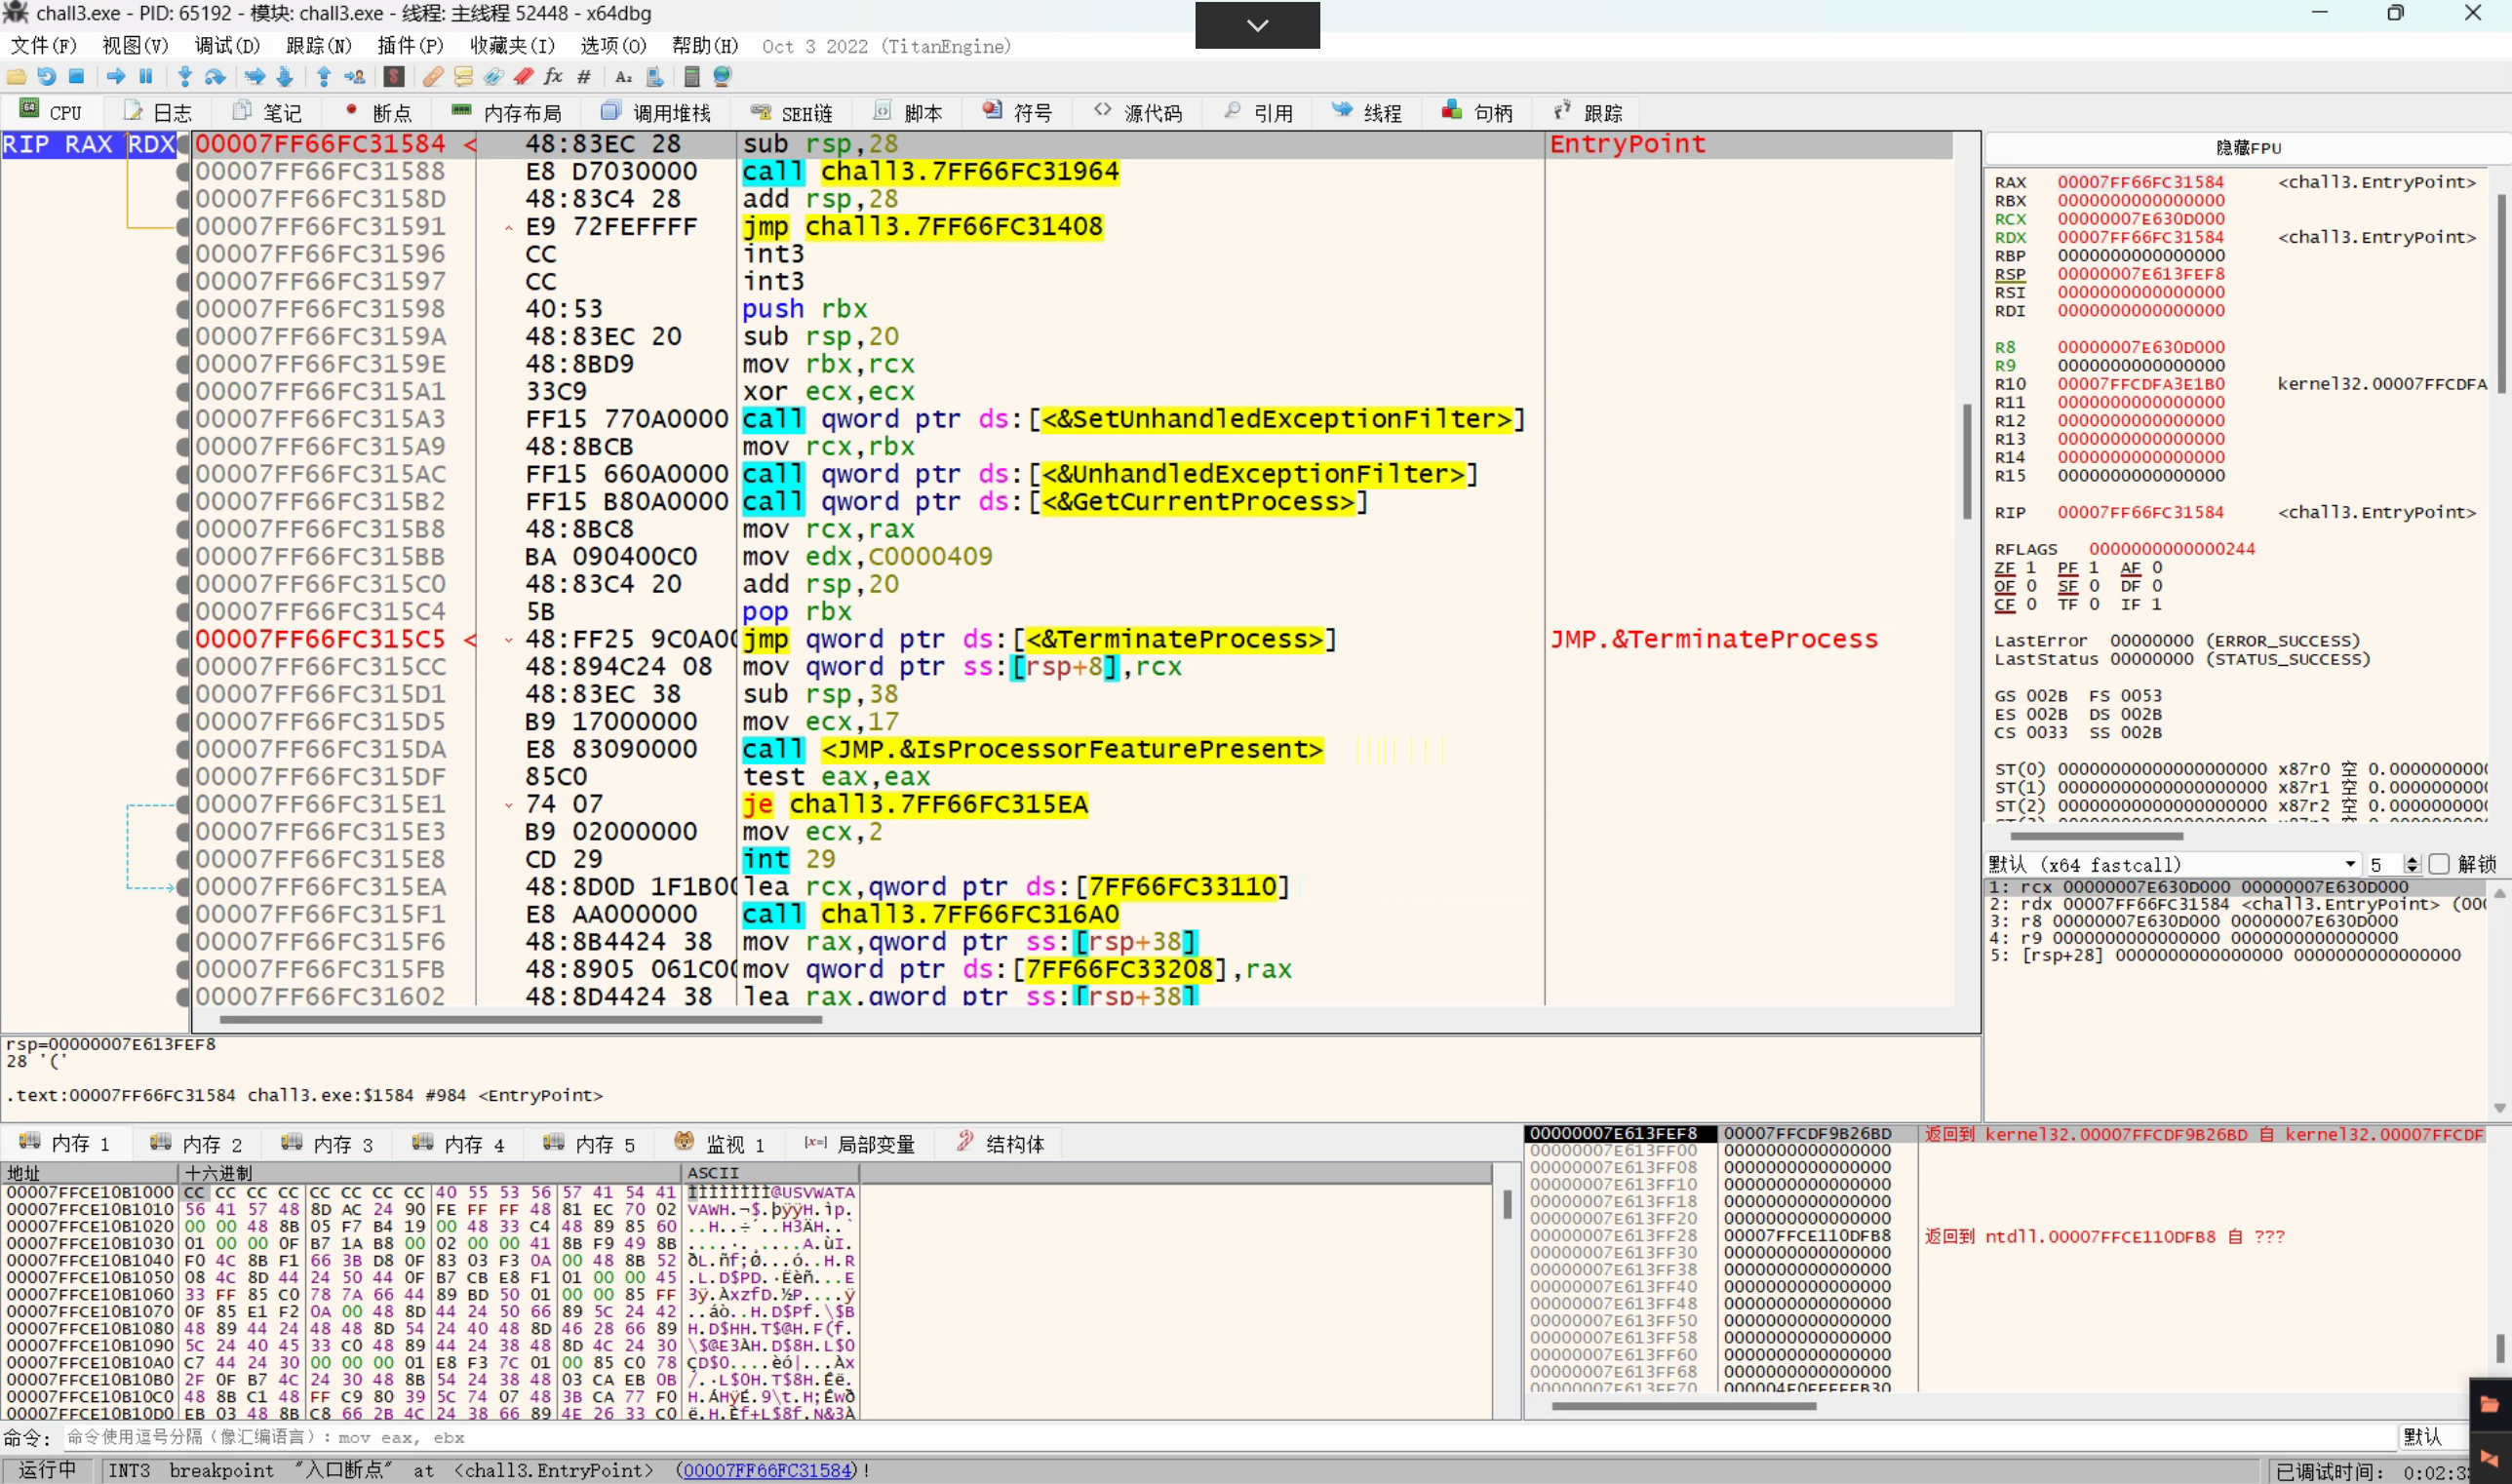 chall3.exe - PID: 65192 - 模块: chall3.exe - 线程: 主线程 52448 - x64dbg
文件(F) 视图(V) 调试(D) 跟踪(N) 插件(P) 收藏夹(I) 选项(O) 帮助(H) Oct 3 2022 (TitanEngine)
CPU 日志 笔记 断点 内存布局 调用堆栈 SEH链 脚本 符号 源代码 引用 线程 句柄 跟踪
RIP RAX RDX 00007FF66FC31584 < 48:83EC 28 sub rsp,28 EntryPoint
00007FF66FC31588 E8 D7030000 call chall3.7FF66FC31964
00007FF66FC3158D 48:83C4 28 add rsp,28
00007FF66FC31591 E9 72FEFFFF jmp chall3.7FF66FC31408
00007FF66FC31596 CC int3
00007FF66FC31597 CC int3
00007FF66FC31598 40:53 push rbx
00007FF66FC3159A 48:83EC 20 sub rsp,20
00007FF66FC3159E 48:8BD9 mov rbx,rcx
00007FF66FC315A1 33C9 xor ecx,ecx
00007FF66FC315A3 FF15 770A0000 call qword ptr ds:[<&SetUnhandledExceptionFilter>]
00007FF66FC315A9 48:8BCB mov rcx,rbx
00007FF66FC315AC FF15 660A0000 call qword ptr ds:[<&UnhandledExceptionFilter>]
00007FF66FC315B2 FF15 B80A0000 call qword ptr ds:[<&GetCurrentProcess>]
00007FF66FC315B8 48:8BC8 mov rcx,rax
00007FF66FC315BB BA 090400C0 mov edx,C0000409
00007FF66FC315C0 48:83C4 20 add rsp,20
00007FF66FC315C4 5B pop rbx
00007FF66FC315C5 < 48:FF25 9C0A00 jmp qword ptr ds:[<&TerminateProcess>] JMP.&TerminateProcess
00007FF66FC315CC 48:894C24 08 mov qword ptr ss:[rsp+8],rcx
00007FF66FC315D1 48:83EC 38 sub rsp,38
00007FF66FC315D5 B9 17000000 mov ecx,17
00007FF66FC315DA E8 83090000 call <JMP.&IsProcessorFeaturePresent>
00007FF66FC315DF 85C0 test eax,eax
00007FF66FC315E1 74 07 je chall3.7FF66FC315EA
00007FF66FC315E3 B9 02000000 mov ecx,2
00007FF66FC315E8 CD 29 int 29
00007FF66FC315EA 48:8D0D 1F1B00 lea rcx,qword ptr ds:[7FF66FC33110]
00007FF66FC315F1 E8 AA000000 call chall3.7FF66FC316A0
00007FF66FC315F6 48:8B4424 38 mov rax,qword ptr ss:[rsp+38]
00007FF66FC315FB 48:8905 061C00 mov qword ptr ds:[7FF66FC33208],rax
00007FF66FC31602 48:8D4424 38 lea rax,qword ptr ss:[rsp+38]
隐藏FPU
RAX 00007FF66FC31584 <chall3.EntryPoint>
RBX 0000000000000000
RCX 00000007E630D000
RDX 00007FF66FC31584 <chall3.EntryPoint>
RBP 0000000000000000
RSP 00000007E613FEF8
RSI 0000000000000000
RDI 0000000000000000
R8 00000007E630D000
R9 0000000000000000
R10 00007FFCDFA3E1B0 kernel32.00007FFCDFA
R11 0000000000000000
R12 0000000000000000
R13 0000000000000000
R14 0000000000000000
R15 0000000000000000
RIP 00007FF66FC31584 <chall3.EntryPoint>
RFLAGS 0000000000000244
ZF 1 PF 1 AF 0
OF 0 SF 0 DF 0
CF 0 TF 0 IF 1
LastError 00000000 (ERROR_SUCCESS)
LastStatus 00000000 (STATUS_SUCCESS)
GS 002B FS 0053
ES 002B DS 002B
CS 0033 SS 002B
ST(0) 00000000000000000000 x87r0 空 0.0000000000
ST(1) 00000000000000000000 x87r1 空 0.0000000000
ST(2) 00000000000000000000 x87r2 空 0.0000000000
默认 (x64 fastcall) 5 解锁
1: rcx 00000007E630D000 00000007E630D000
2: rdx 00007FF66FC31584 <chall3.EntryPoint> (00
3: r8 00000007E630D000 00000007E630D000
4: r9 0000000000000000 0000000000000000
5: [rsp+28] 0000000000000000 0000000000000000
rsp=00000007E613FEF8
28 '('
.text:00007FF66FC31584 chall3.exe:$1584 #984 <EntryPoint>
内存 1 内存 2 内存 3 内存 4 内存 5 监视 1 [x=] 局部变量 结构体
地址 十六进制 ASCII
00007FFCE10B1000 CC CC CC CC CC CC CC CC 40 55 53 56 57 41 54 41 ÌÌÌÌÌÌÌÌ@USVWATA
00007FFCE10B1010 56 41 57 48 8D AC 24 90 FE FF FF 48 81 EC 70 02 VAWH.¬$.þÿÿH.ìp.
00007FFCE10B1020 00 00 48 8B 05 F7 B4 19 00 48 33 C4 48 89 85 60 ..H..÷´..H3ÄH..`
00007FFCE10B1030 01 00 00 0F B7 1A B8 00 02 00 00 41 8B F9 49 8B ....·.¸....A.ùI.
00007FFCE10B1040 F0 4C 8B F1 66 3B D8 0F 83 03 F3 0A 00 48 8B 52 ðL.ñf;Ø...ó..H.R
00007FFCE10B1050 08 4C 8D 44 24 50 44 0F B7 CB E8 F1 01 00 00 45 .L.D$PD.·Ëèñ...E
00007FFCE10B1060 33 FF 85 C0 78 7A 66 44 89 BD 50 01 00 00 85 FF 3ÿ.ÀxzfD.½P....ÿ
00007FFCE10B1070 0F 85 E1 F2 0A 00 48 8D 44 24 50 66 89 5C 24 42 ..áò..H.D$Pf.\$B
00007FFCE10B1080 48 89 44 24 48 48 8D 54 24 40 48 8D 46 28 66 89 H.D$HH.T$@H.F(f.
00007FFCE10B1090 5C 24 40 45 33 C0 48 89 44 24 38 48 8D 4C 24 30 \$@E3ÀH.D$8H.L$0
00007FFCE10B10A0 C7 44 24 30 00 00 00 01 E8 F3 7C 01 00 85 C0 78 ÇD$0....èó|...Àx
00007FFCE10B10B0 2F 0F B7 4C 24 30 48 8B 54 24 38 48 03 CA EB 0B /.·L$0H.T$8H.Êë.
00007FFCE10B10C0 48 8B C1 48 FF C9 80 39 5C 74 07 48 3B CA 77 F0 H.ÁHÿÉ.9\t.H;Êwð
00007FFCE10B10D0 EB 03 48 8B C8 66 2B 4C 24 38 66 89 4E 26 33 C0 ë.H.Èf+L$8f.N&3À
00000007E613FEF8 00007FFCDF9B26BD 返回到 kernel32.00007FFCDF9B26BD 自 kernel32.00007FFCDF
00000007E613FF00 0000000000000000
00000007E613FF08 0000000000000000
00000007E613FF10 0000000000000000
00000007E613FF18 0000000000000000
00000007E613FF20 0000000000000000
00000007E613FF28 00007FFCE110DFB8 返回到 ntdll.00007FFCE110DFB8 自 ???
00000007E613FF30 0000000000000000
00000007E613FF38 0000000000000000
00000007E613FF40 0000000000000000
00000007E613FF48 0000000000000000
00000007E613FF50 0000000000000000
00000007E613FF58 0000000000000000
00000007E613FF60 0000000000000000
00000007E613FF68 0000000000000000
命令: 命令使用逗号分隔(像汇编语言): mov eax, ebx 默认
运行中 INT3 breakpoint "入口断点" at <chall3.EntryPoint> (00007FF66FC31584)! 已调试时间: 0:02:3